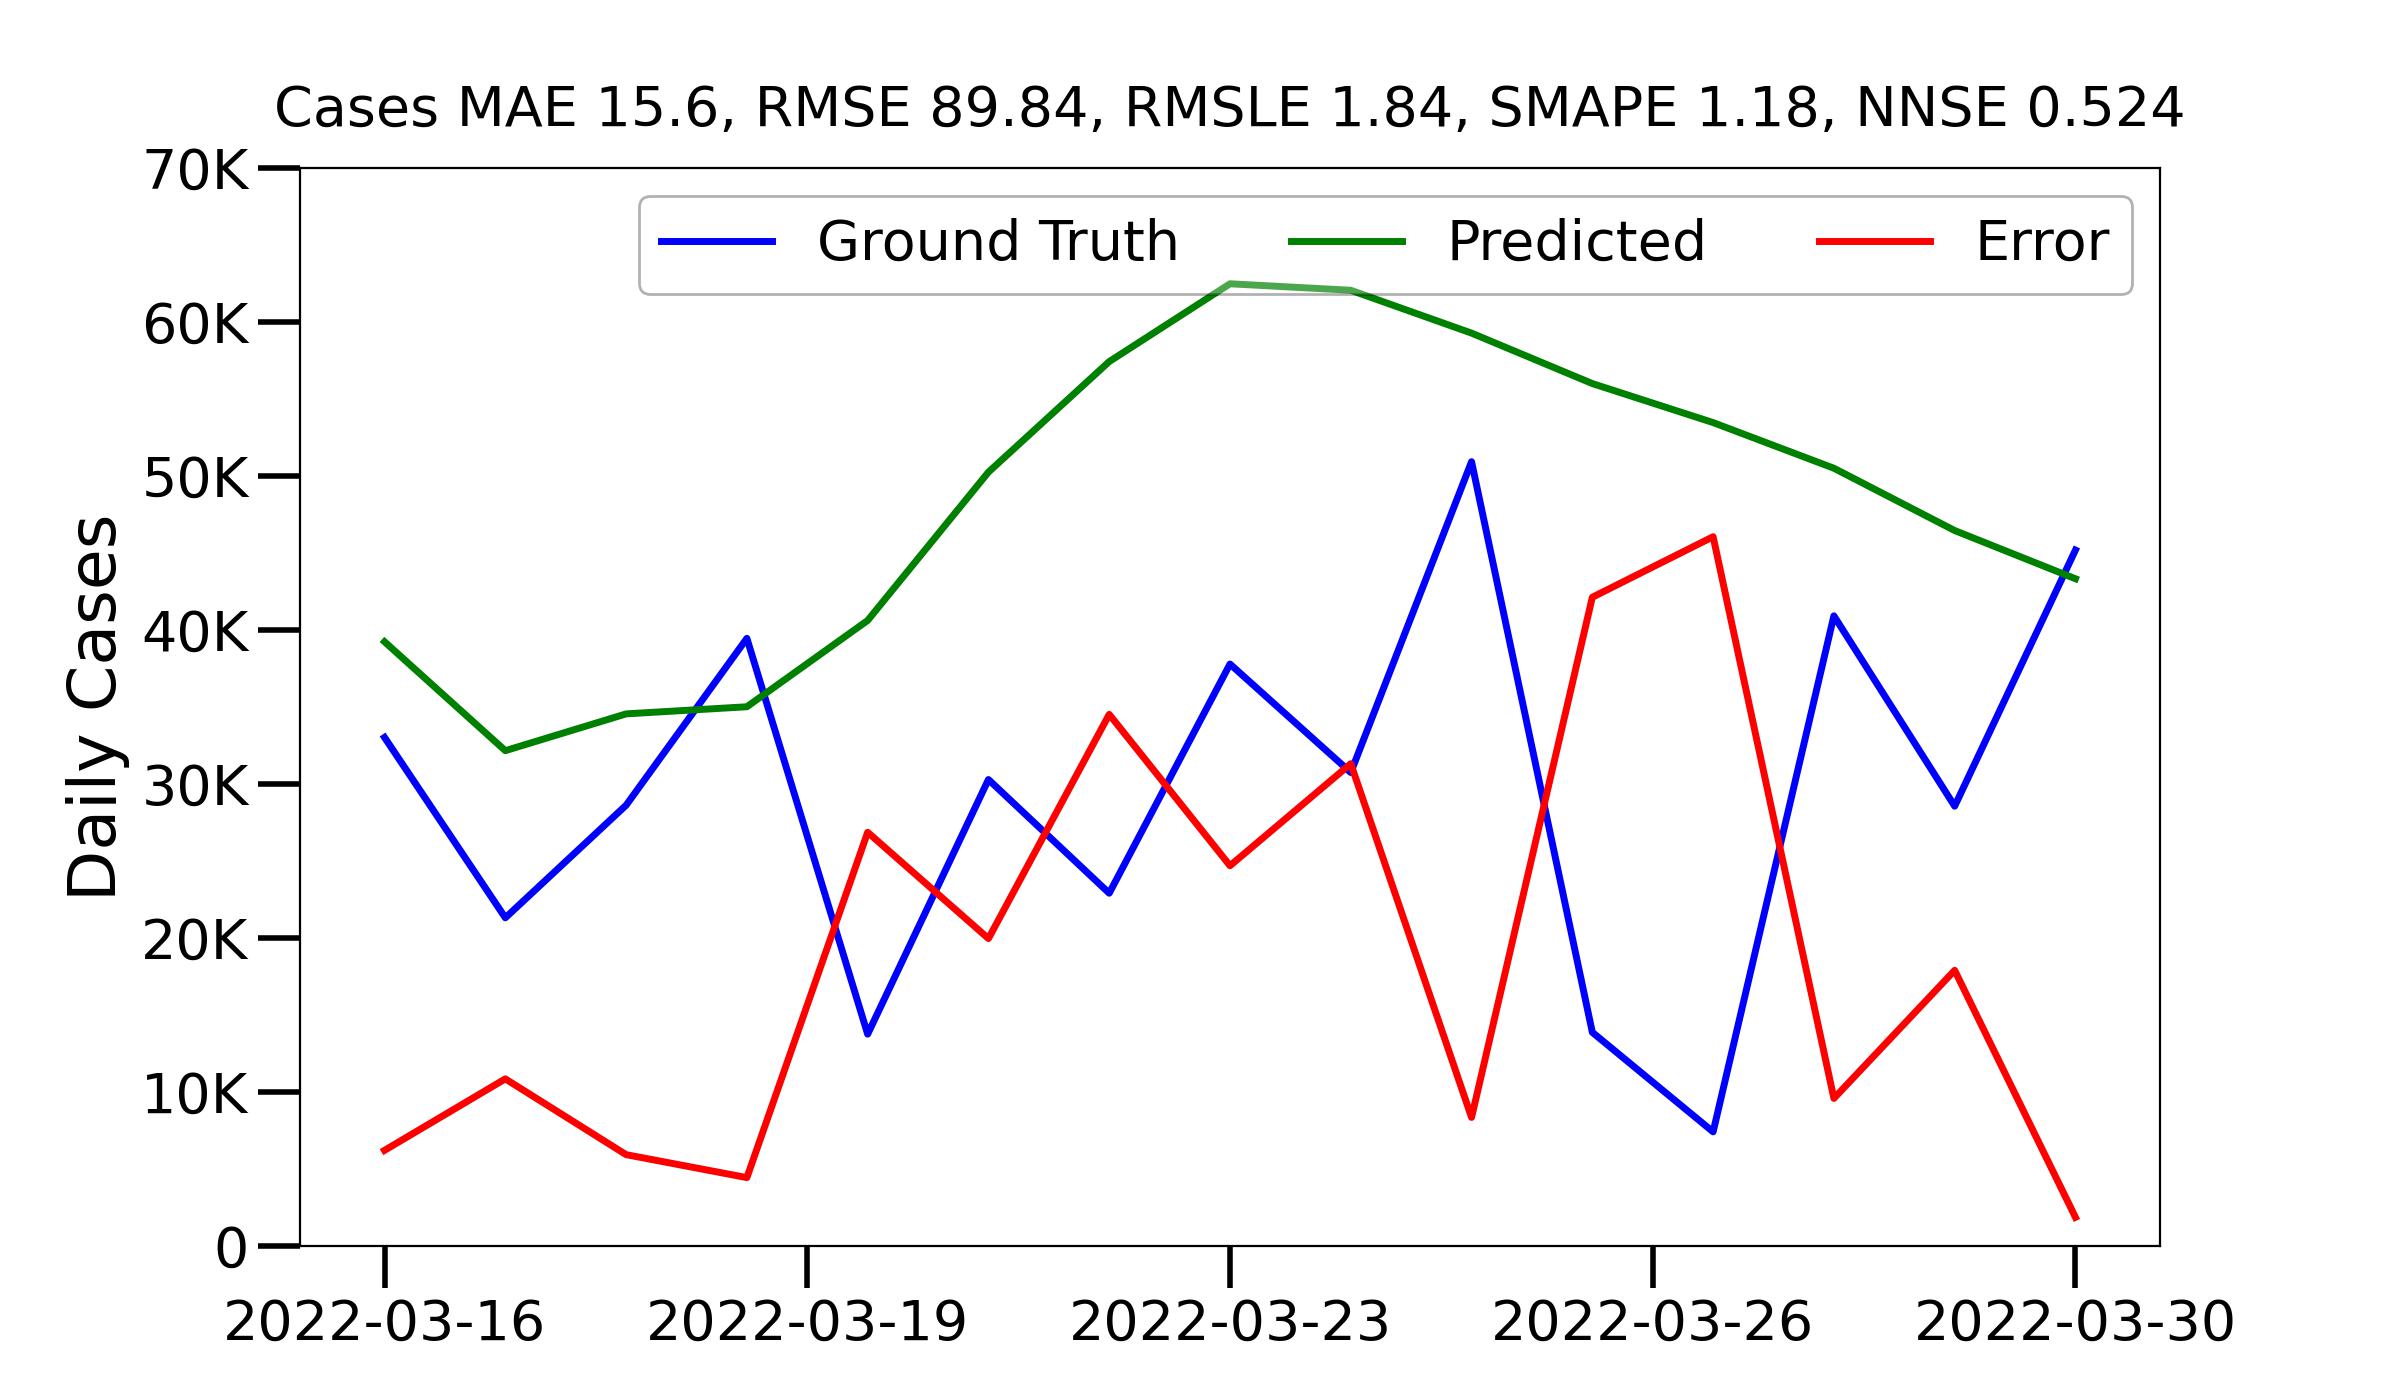 Cases MAE 15.6, RMSE 89.84, RMSLE 1.84, SMAPE 1.18, NNSE 0.524
Ground Truth Predicted Error
Daily Cases
70K
60K
50K
40K
30K
20K
10K
0
2022-03-16 2022-03-19 2022-03-23 2022-03-26 2022-03-30